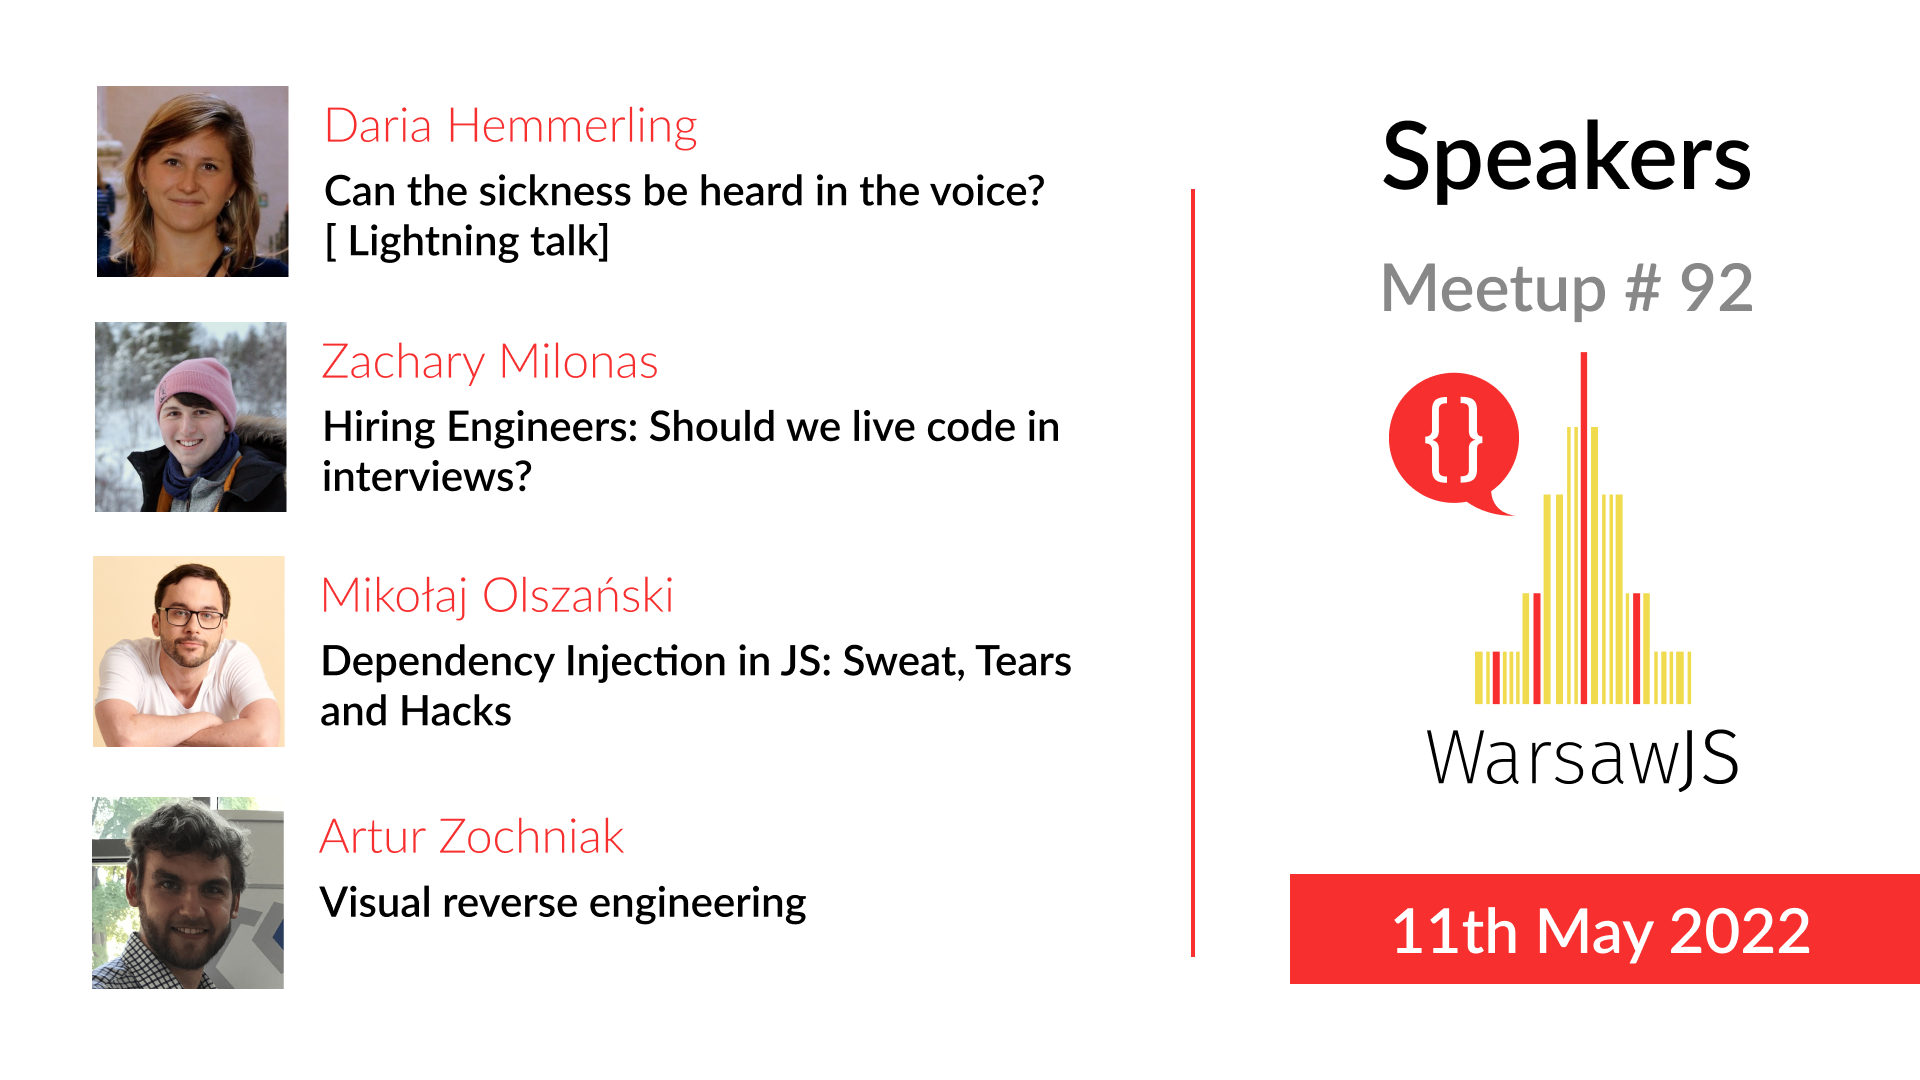 Daria Hemmerling
Can the sickness be heard in the voice?
[ Lightning talk]
Zachary Milonas
Hiring Engineers: Should we live code in
interviews?
Mikołaj Olszański
Dependency Injection in JS: Sweat, Tears
and Hacks
Artur Zochniak
Visual reverse engineering
Speakers
Meetup # 92
{}
WarsawJS
11th May 2022